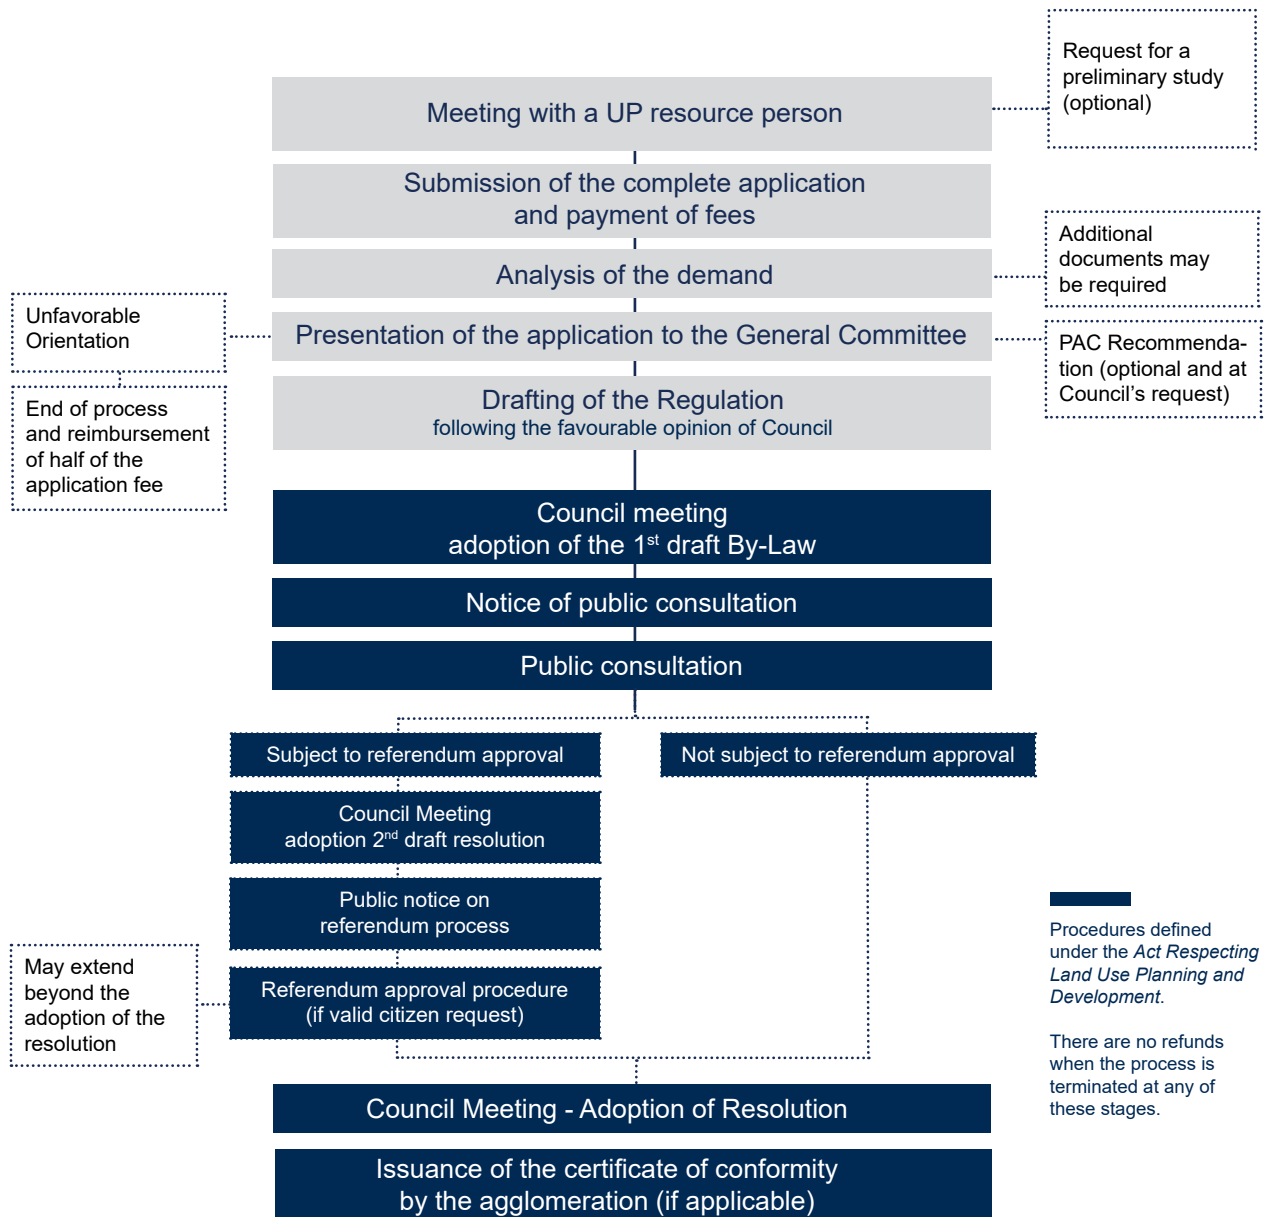 Request for a
preliminary study
(optional)
Meeting with a UP resource person
Submission of the complete application
and payment of fees
Additional
documents may
be required
Analysis of the demand
Unfavorable
Orientation
Presentation of the application to the General Committee
PAC Recommenda-
tion (optional and at
Council's request)
End of process
and reimbursement
of half of the
application fee
Drafting of the Regulation
following the favourable opinion of Council
Council meeting
adoption of the 1st draft By-Law
Notice of public consultation
Public consultation
Subject to referendum approval
Not subject to referendum approval
Council Meeting
adoption 2nd draft resolution
Public notice on
referendum process
May extend
beyond the
adoption of the
resolution
Referendum approval procedure
(if valid citizen request)
Procedures defined
under the Act Respecting
Land Use Planning and
Development.
There are no refunds
when the process is
terminated at any of
these stages.
Council Meeting - Adoption of Resolution
Issuance of the certificate of conformity
by the agglomeration (if applicable)